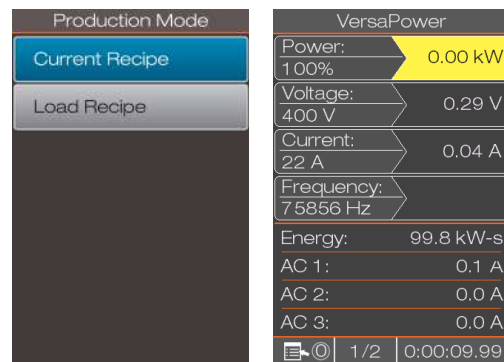 Production Mode
Current Recipe
Load Recipe
VersaPower
Power:
100%
0.00 kW
Voltage:
400 V
0.29 V
Current:
22 A
0.04 A
Frequency:
75856 Hz
Energy: 99.8 kW-s
AC 1: 0.1 A
AC 2: 0.0 A
AC 3: 0.0 A
1/2 0:00:09.99